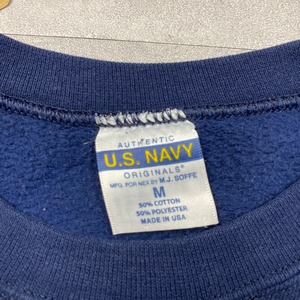 AUTHENTIC
U.S. NAVY
ORIGINALS®
MFG. FOR NEX BY M.J. SOFFE
M
50% COTTON
50% POLYESTER
MADE IN USA